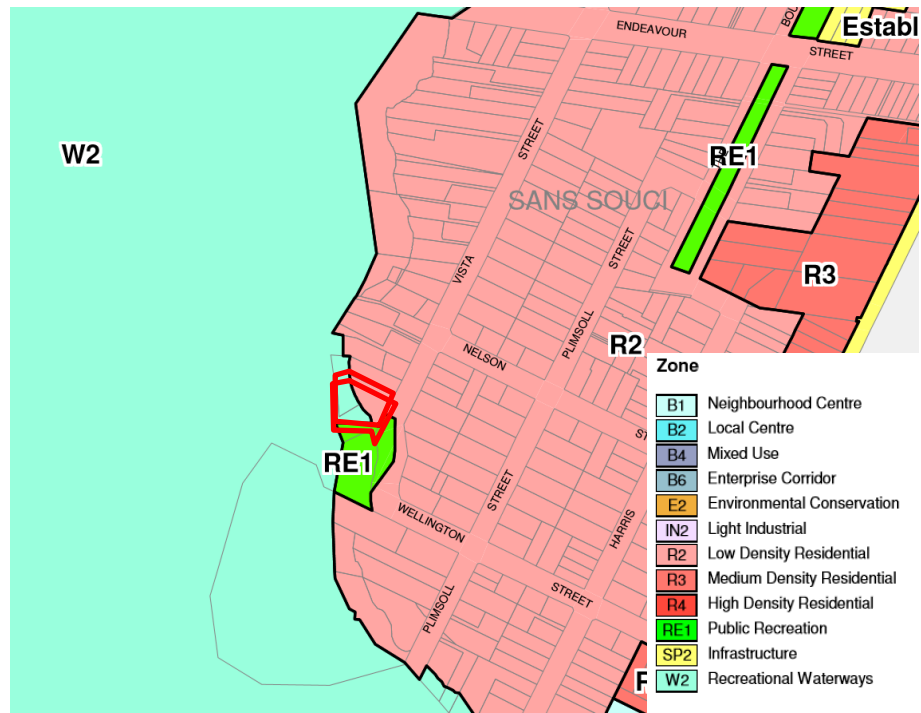 ENDEAVOUR
STREET
BOU
Establ
W2
RE1
STREET
SANS SOUCI
STREET
VISTA
R3
PLIMSOLL
R2
NELSON
ST
RE1
STREET
WELLINGTON
HARRIS
STREET
PLIMSOLL
R
Zone
B1 Neighbourhood Centre
B2 Local Centre
B4 Mixed Use
B6 Enterprise Corridor
E2 Environmental Conservation
IN2 Light Industrial
R2 Low Density Residential
R3 Medium Density Residential
R4 High Density Residential
RE1 Public Recreation
SP2 Infrastructure
W2 Recreational Waterways